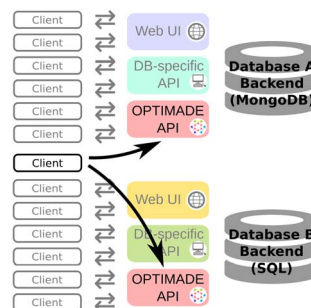 Client
Client
Client
Client
Client
Client
Web UI
DB-specific
API
OPTIMADE
API
Database A
Backend
(MongoDB)
Client
Client
Client
Client
Client
Client
Client
Web UI
DB-specific
API
OPTIMADE
API
Database B
Backend
(SQL)